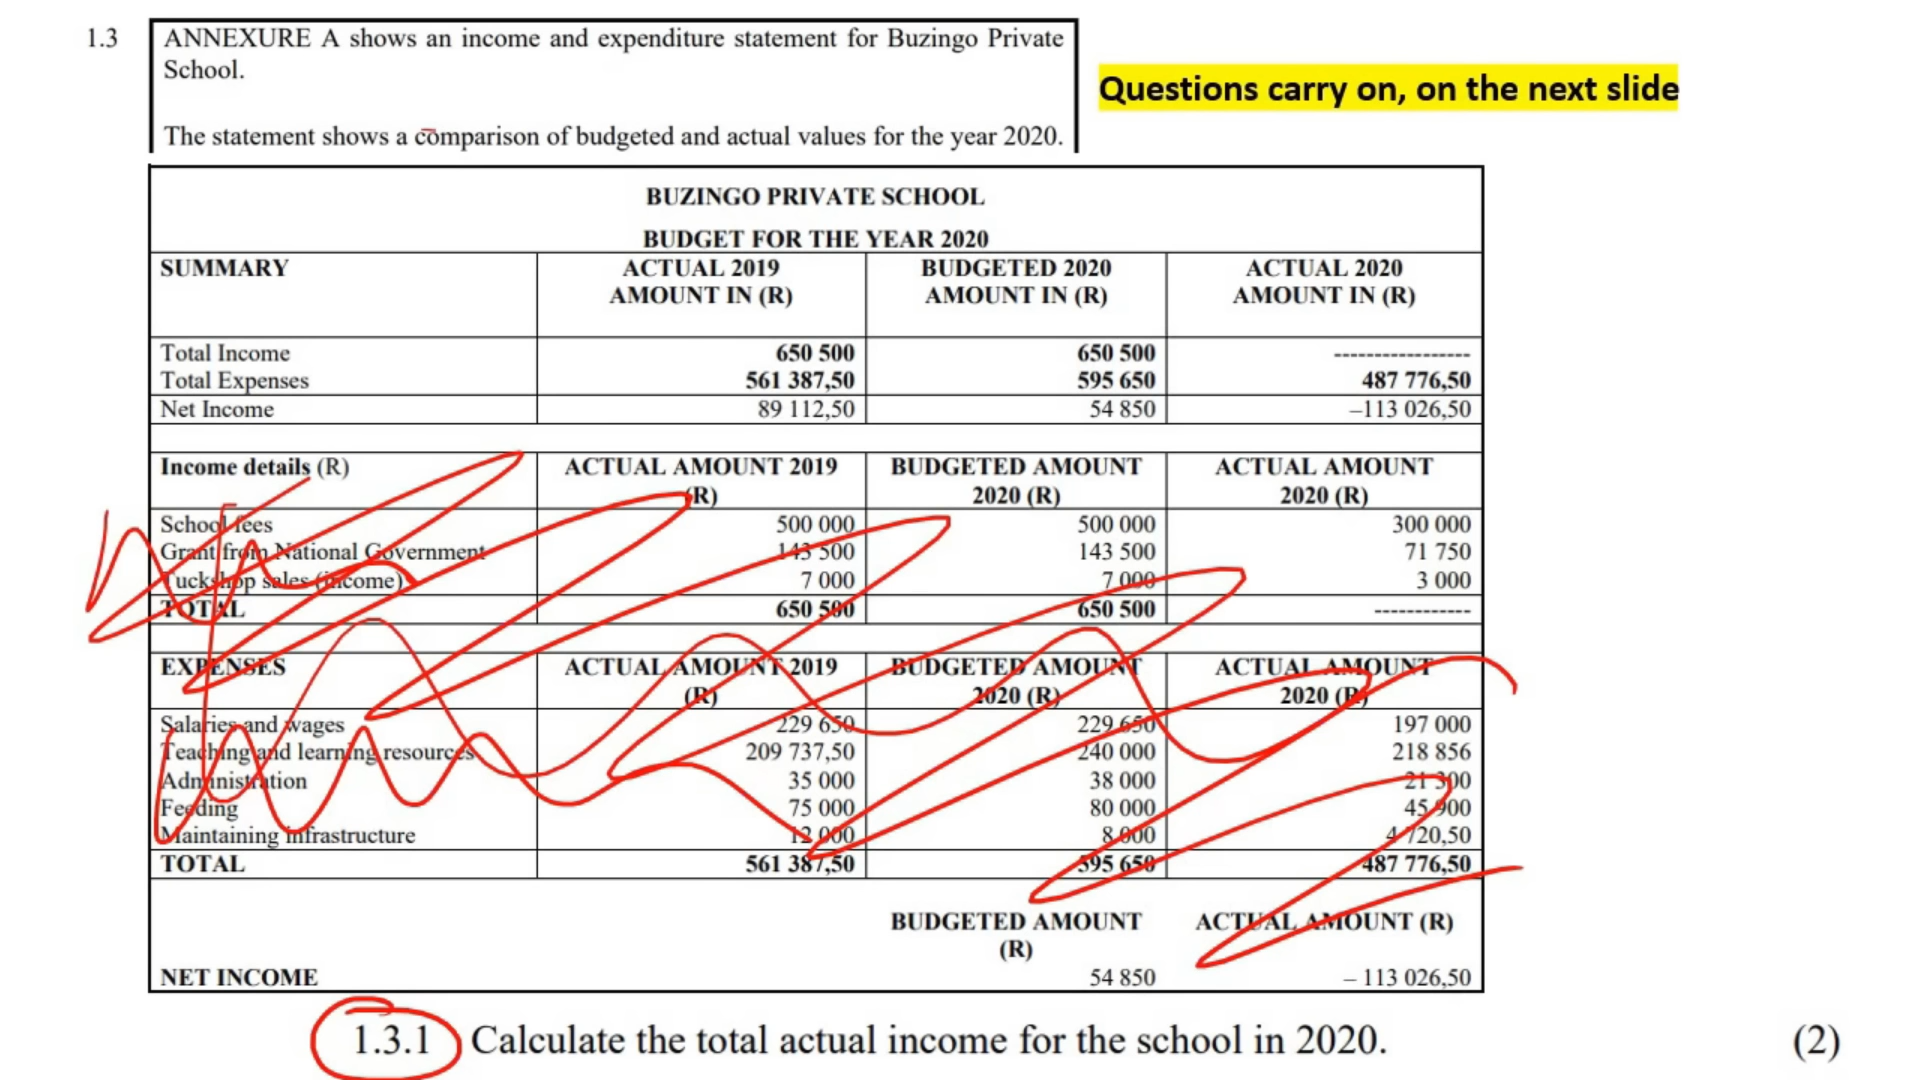 1.3 ANNEXURE A shows an income and expenditure statement for Buzingo Private
School.
The statement shows a comparison of budgeted and actual values for the year 2020.
Questions carry on, on the next slide
BUZINGO PRIVATE SCHOOL
BUDGET FOR THE YEAR 2020
SUMMARY ACTUAL 2019 BUDGETED 2020 ACTUAL 2020
AMOUNT IN (R) AMOUNT IN (R) AMOUNT IN (R)
Total Income 650 500 650 500 ------------------
Total Expenses 561 387,50 595 650 487 776,50
Net Income 89 112,50 54 850 –113 026,50
Income details (R) ACTUAL AMOUNT 2019 BUDGETED AMOUNT ACTUAL AMOUNT
(R) 2020 (R) 2020 (R)
School fees 500 000 500 000 300 000
Grant from National Government 143 500 143 500 71 750
Tuckshop sales (income) 7 000 7 000 3 000
TOTAL 650 500 650 500 ------------
EXPENSES ACTUAL AMOUNT 2019 BUDGETED AMOUNT ACTUAL AMOUNT
(R) 2020 (R) 2020 (R)
Salaries and wages 229 650 229 650 197 000
Teaching and learning resources 209 737,50 240 000 218 856
Administration 35 000 38 000 21 300
Feeding 75 000 80 000 45 900
Maintaining infrastructure 12 000 8 000 4 720,50
TOTAL 561 387,50 595 650 487 776,50
BUDGETED AMOUNT ACTUAL AMOUNT (R)
(R)
NET INCOME 54 850 – 113 026,50
1.3.1 Calculate the total actual income for the school in 2020. (2)